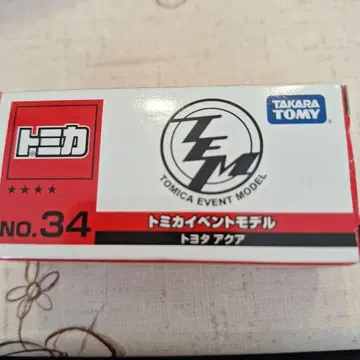 トミカ
TEM
TOMICA EVENT MODEL
TAKARA TOMY
NO.34
トミカイベントモデル
トヨタ アクア